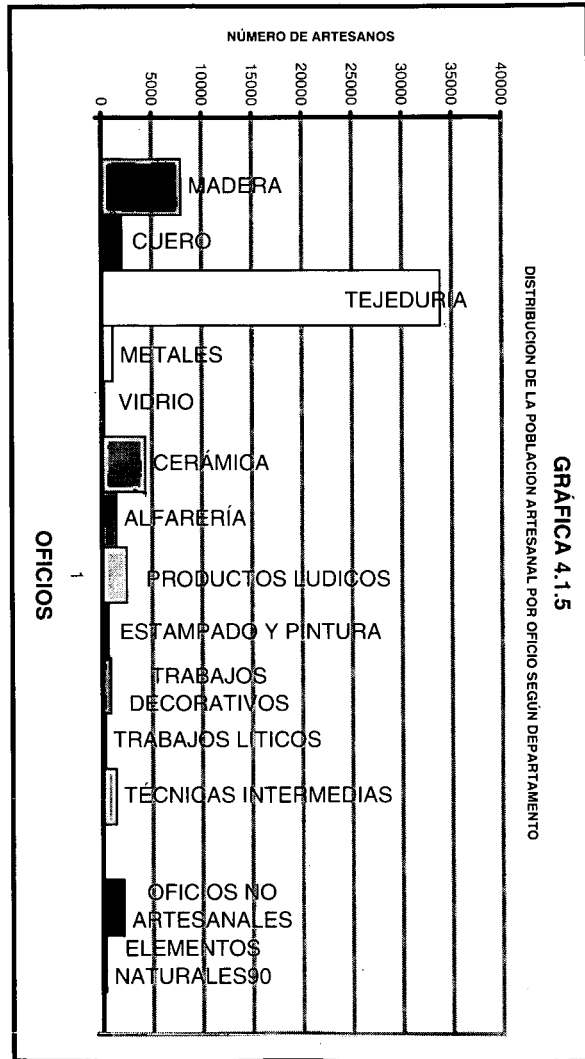 GRÁFICA 4.1.5
DISTRIBUCION DE LA POBLACION ARTESANAL POR OFICIO SEGÚN DEPARTAMENTO
NÚMERO DE ARTESANOS
40000
35000
30000
25000
20000
15000
10000
5000
0
MADERA
CUERO
TEJEDURÍA
METALES
VIDRIO
CERÁMICA
ALFARERÍA
PRODUCTOS LUDICOS
ESTAMPADO Y PINTURA
TRABAJOS
DECORATIVOS
TRABAJOS LÍTICOS
TÉCNICAS INTERMEDIAS
OFICIOS NO
ARTESANALES
ELEMENTOS
NATURALES90
1
OFICIOS